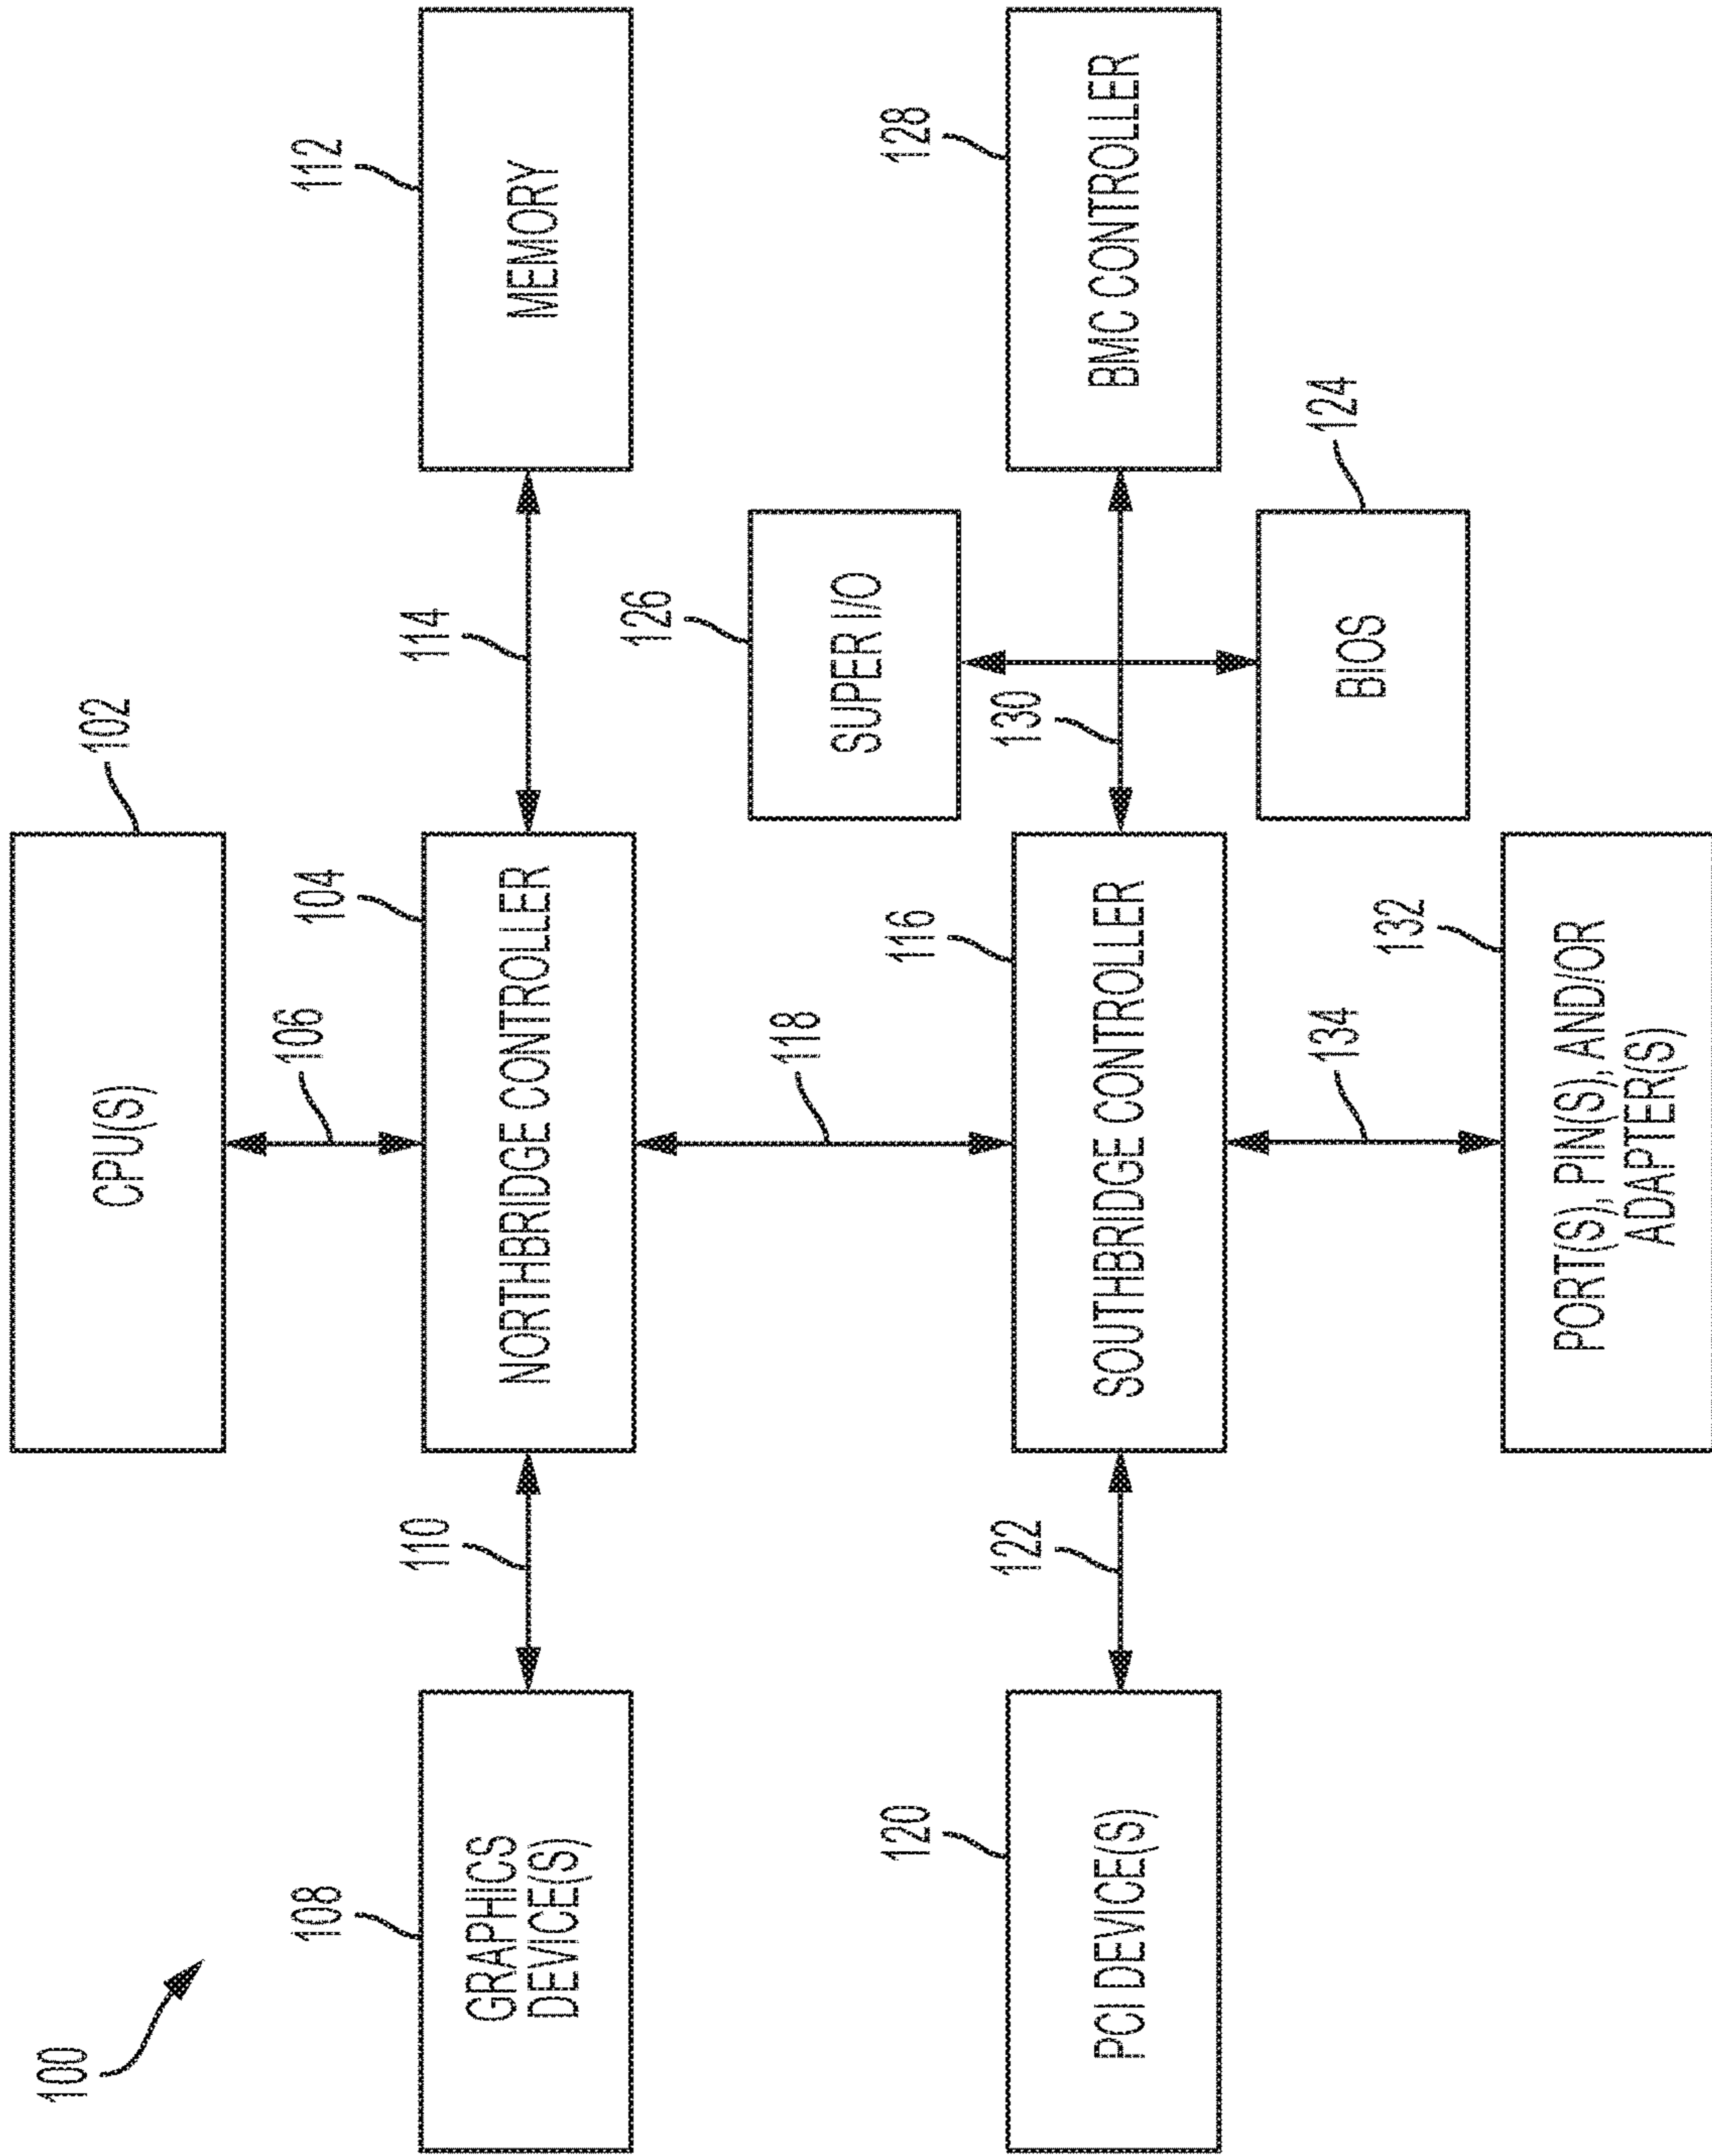 100
CPU(S)
102
106
108
GRAPHICS
DEVICE(S)
110
104
NORTHBRIDGE CONTROLLER
114
112
MEMORY
118
126
SUPER I/O
120
PCI DEVICE(S)
122
116
SOUTHBRIDGE CONTROLLER
130
128
BMC CONTROLLER
124
BIOS
134
132
PORT(S), PIN(S), AND/OR
ADAPTER(S)